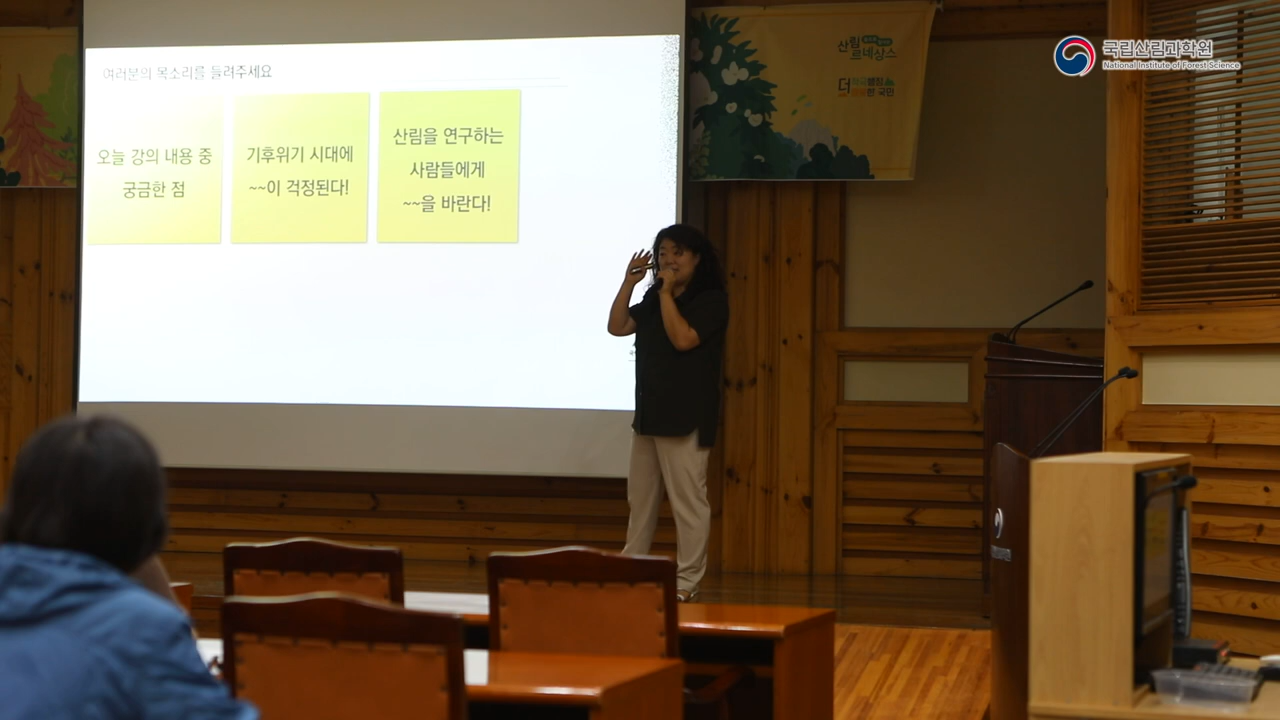 여러분의 목소리를 들려주세요
오늘 강의 내용 중
궁금한 점
기후위기 시대에
~~이 걱정된다!
산림을 연구하는
사람들에게
~~을 바란다!
산림
르네상스
더
국민
국립산림과학원
National Institute of Forest Science